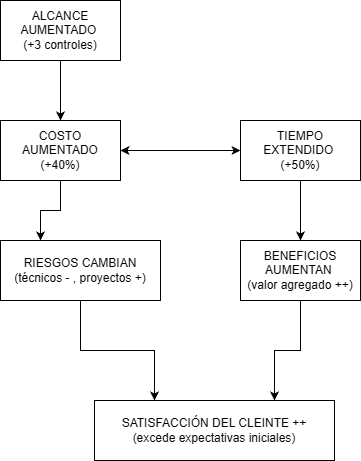 ALCANCE
AUMENTADO
(+3 controles)
COSTO
AUMENTADO
(+40%)
TIEMPO
EXTENDIDO
(+50%)
RIESGOS CAMBIAN
(técnicos - , proyectos +)
BENEFICIOS
AUMENTAN
(valor agregado ++)
SATISFACCIÓN DEL CLEINTE ++
(excede expectativas iniciales)